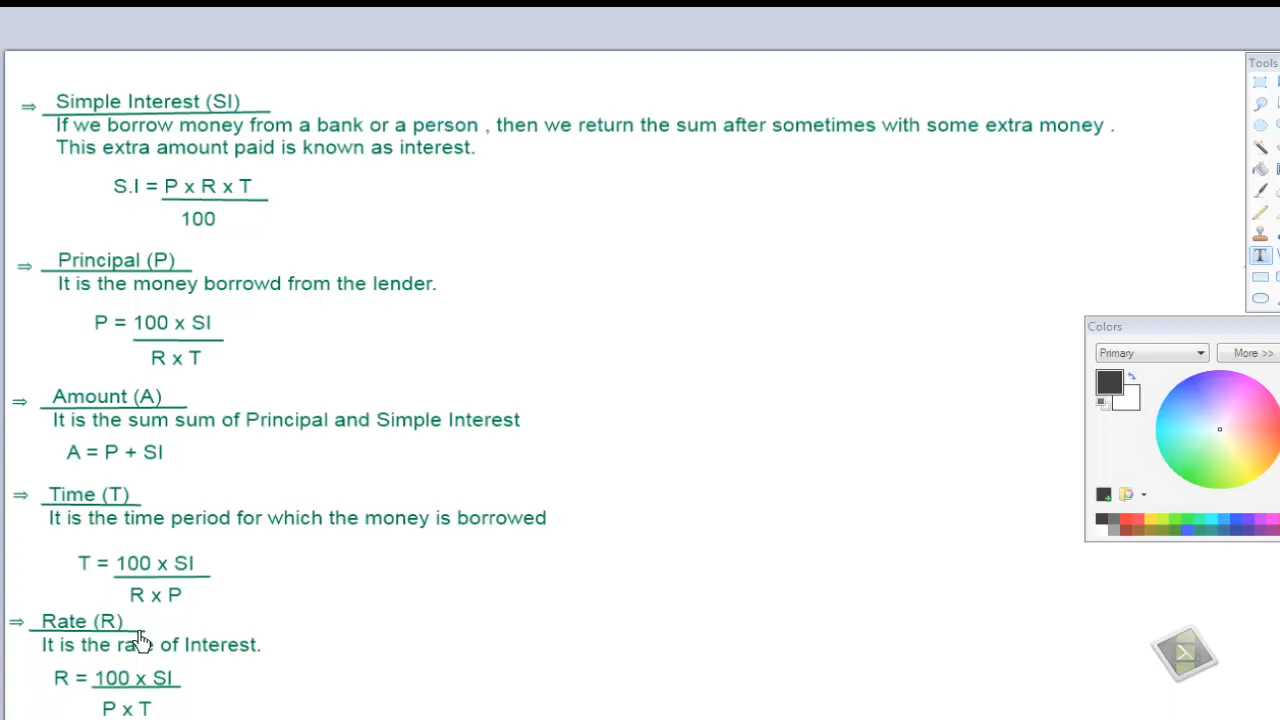 ⇒ Simple Interest (SI)
If we borrow money from a bank or a person , then we return the sum after sometimes with some extra money .
This extra amount paid is known as interest.
S.I = P x R x T
100
⇒ Principal (P)
It is the money borrowd from the lender.
P = 100 x SI
R x T
⇒ Amount (A)
It is the sum sum of Principal and Simple Interest
A = P + SI
⇒ Time (T)
It is the time period for which the money is borrowed
T = 100 x SI
R x P
⇒ Rate (R)
It is the rate of Interest.
R = 100 x SI
P x T
Tools
T
Colors
Primary
More >>